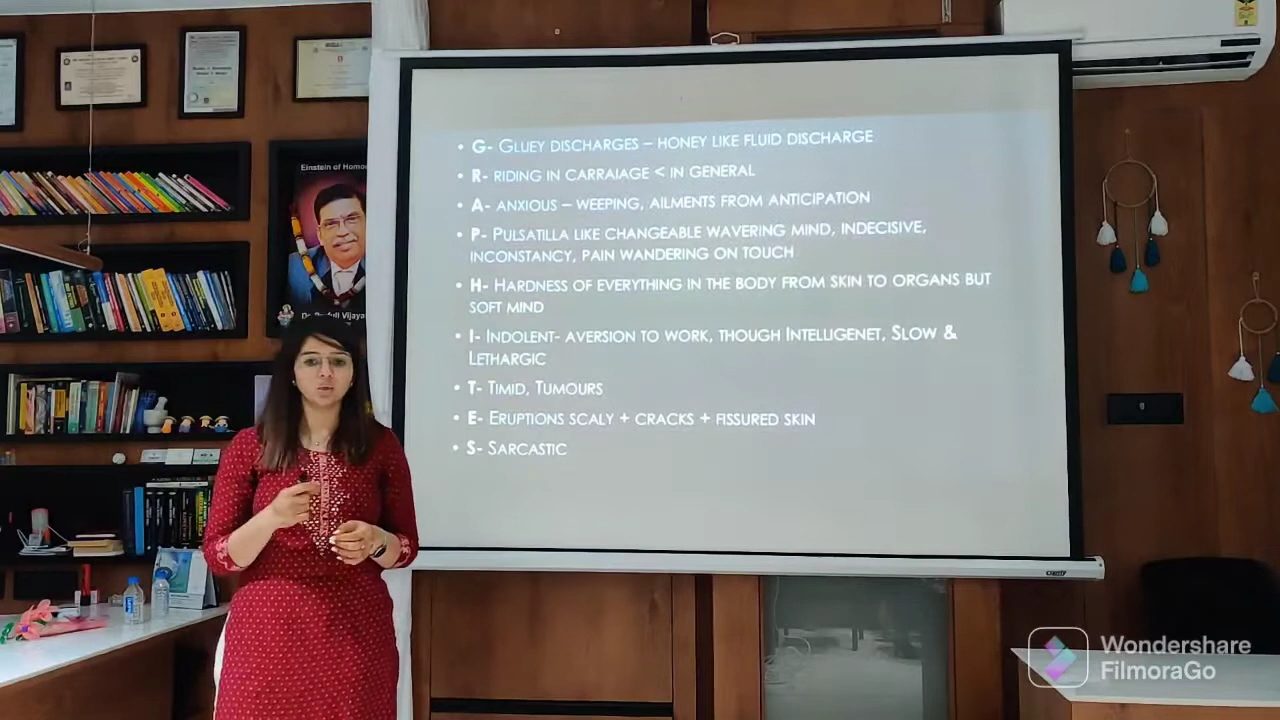 Einstein of Homoe
• G- GLUEY DISCHARGES – HONEY LIKE FLUID DISCHARGE
• R- RIDING IN CARRAIAGE < IN GENERAL
• A- ANXIOUS – WEEPING, AILMENTS FROM ANTICIPATION
• P- PULSATILLA LIKE CHANGEABLE WAVERING MIND, INDECISIVE,
INCONSTANCY, PAIN WANDERING ON TOUCH
• H- HARDNESS OF EVERYTHING IN THE BODY FROM SKIN TO ORGANS BUT
SOFT MIND
• I- INDOLENT- AVERSION TO WORK, THOUGH INTELLIGENET, SLOW &
LETHARGIC
• T- TIMID, TUMOURS
• E- ERUPTIONS SCALY + CRACKS + FISSURED SKIN
• S- SARCASTIC
Wondershare
FilmoraGo